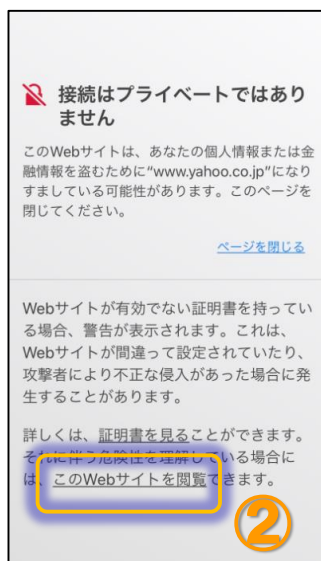 接続はプライベートではあり
ません
このWebサイトは、あなたの個人情報または金
融情報を盗むために“www.yahoo.co.jp”になり
すましている可能性があります。このページを
閉じてください。
ページを閉じる
Webサイトが有効でない証明書を持ってい
る場合、警告が表示されます。これは、
Webサイトが間違って設定されていたり、
攻撃者により不正な侵入があった場合に発
生することがあります。
詳しくは、証明書を見ることができます。
それに伴う危険性を理解している場合に
は、このWebサイトを閲覧できます。
②